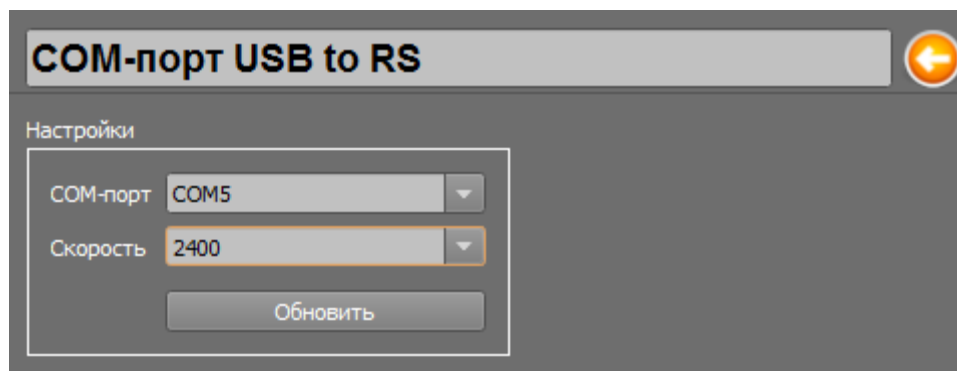 COM-порт USB to RS
Настройки
COM-порт COM5
Скорость 2400
Обновить